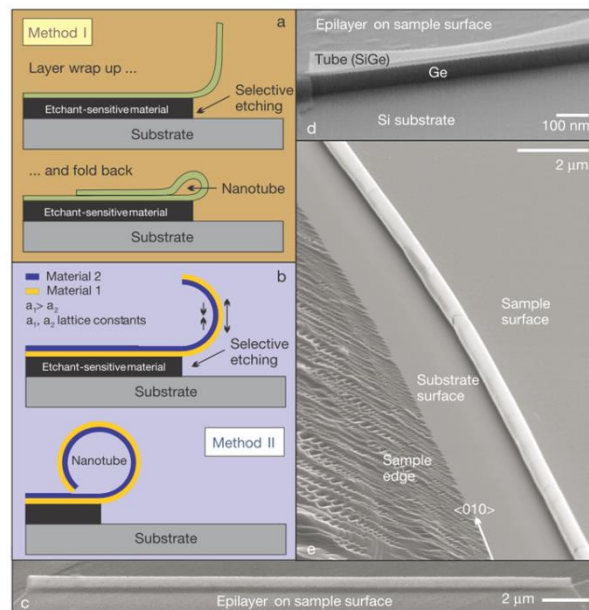 a
Method I
Layer wrap up ...
Etchant-sensitive material
Selective
etching
Substrate
... and fold back
Nanotube
Etchant-sensitive material
Substrate
b
Material 2
Material 1
a₁> a₂
a₁, a₂ lattice constants
Selective
etching
Etchant-sensitive material
Substrate
Method II
Nanotube
Substrate
c
Epilayer on sample surface
2 μm
Epilayer on sample surface
Tube (SiGe)
Ge
Si substrate
d
100 nm
2 μm
Sample
surface
Substrate
surface
Sample
edge
<010>
e